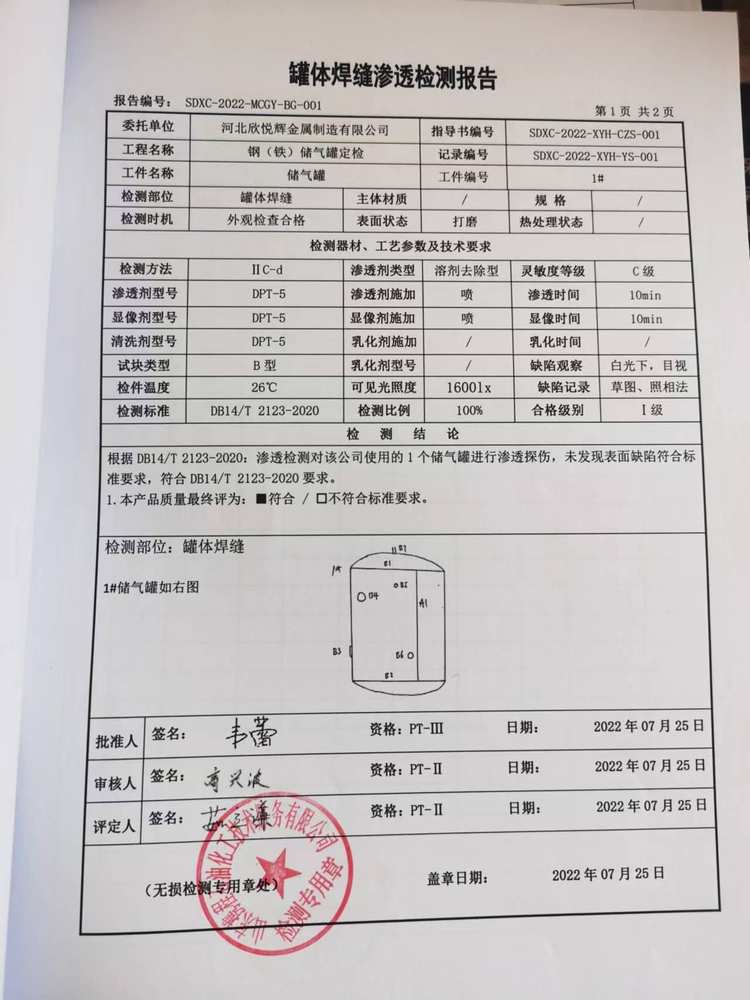 罐体焊缝渗透检测报告
报告编号： SDXC-2022-MCGY-BG-001
第 1 页 共 2 页
委托单位 河北欣悦辉金属制造有限公司 指导书编号 SDXC-2022-XYH-CZS-001
工程名称 钢（铁）储气罐定检 记录编号 SDXC-2022-XYH-YS-001
工件名称 储气罐 工件编号 1#
检测部位 罐体焊缝 主体材质 / 规 格 /
检测时机 外观检查合格 表面状态 打磨 热处理状态 /
检测器材、工艺参数及技术要求
检测方法 ⅡC-d 渗透剂类型 溶剂去除型 灵敏度等级 C 级
渗透剂型号 DPT-5 渗透剂施加 喷 渗透时间 10min
显像剂型号 DPT-5 显像剂施加 喷 显像时间 10min
清洗剂型号 DPT-5 乳化剂施加 / 乳化时间 /
试块类型 B 型 乳化剂型号 / 缺陷观察 白光下，目视
检件温度 26℃ 可见光照度 1600lx 缺陷记录 草图、照相法
检测标准 DB14/T 2123-2020 检测比例 100% 合格级别 Ⅰ 级
检 测 结 论
根据 DB14/T 2123-2020：渗透检测对该公司使用的 1 个储气罐进行渗透探伤，未发现表面缺陷符合标
准要求，符合 DB14/T 2123-2020 要求。
1.本产品质量最终评为：■符合 / □不符合标准要求。
检测部位：罐体焊缝
1#储气罐如右图
1#
B7
B1
B5
B4
A1
B3
B6
B2
批准人 签名： 资格：PT-Ⅲ 日期： 2022 年 07 月 25 日
审核人 签名： 高兴波 资格：PT-Ⅱ 日期： 2022 年 07 月 25 日
评定人 签名： 资格：PT-Ⅱ 日期： 2022 年 07 月 25 日
（无损检测专用章处） 盖章日期： 2022 年 07 月 25 日
石油化工技术服务有限公司
检测专用章